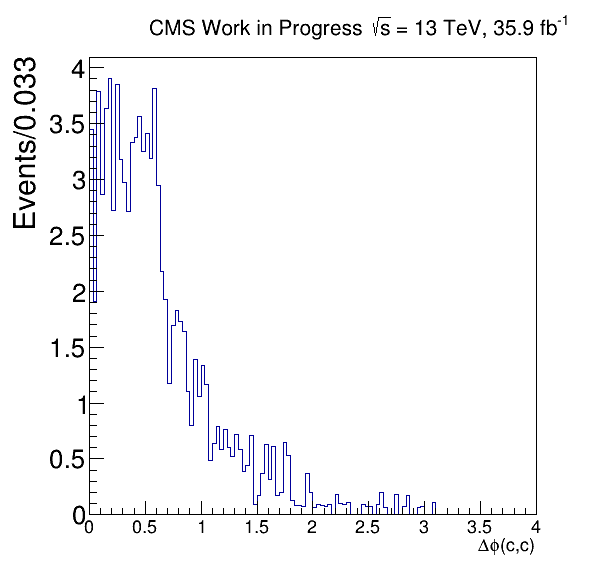 CMS Work in Progress √s = 13 TeV, 35.9 fb⁻¹
Events/0.033
4
3.5
3
2.5
2
1.5
1
0.5
0
0 0.5 1 1.5 2 2.5 3 3.5 4
Δϕ(c,c)